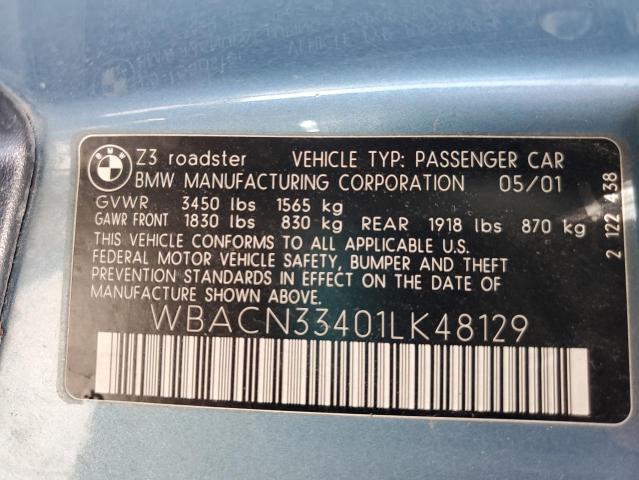 BMW
Z3 roadster VEHICLE TYP: PASSENGER CAR
BMW MANUFACTURING CORPORATION 05/01
GVWR 3450 lbs 1565 kg
GAWR FRONT 1830 lbs 830 kg REAR 1918 lbs 870 kg
THIS VEHICLE CONFORMS TO ALL APPLICABLE U.S.
FEDERAL MOTOR VEHICLE SAFETY, BUMPER AND THEFT
PREVENTION STANDARDS IN EFFECT ON THE DATE OF
MANUFACTURE SHOWN ABOVE.
WBACN33401LK48129
2 122 438